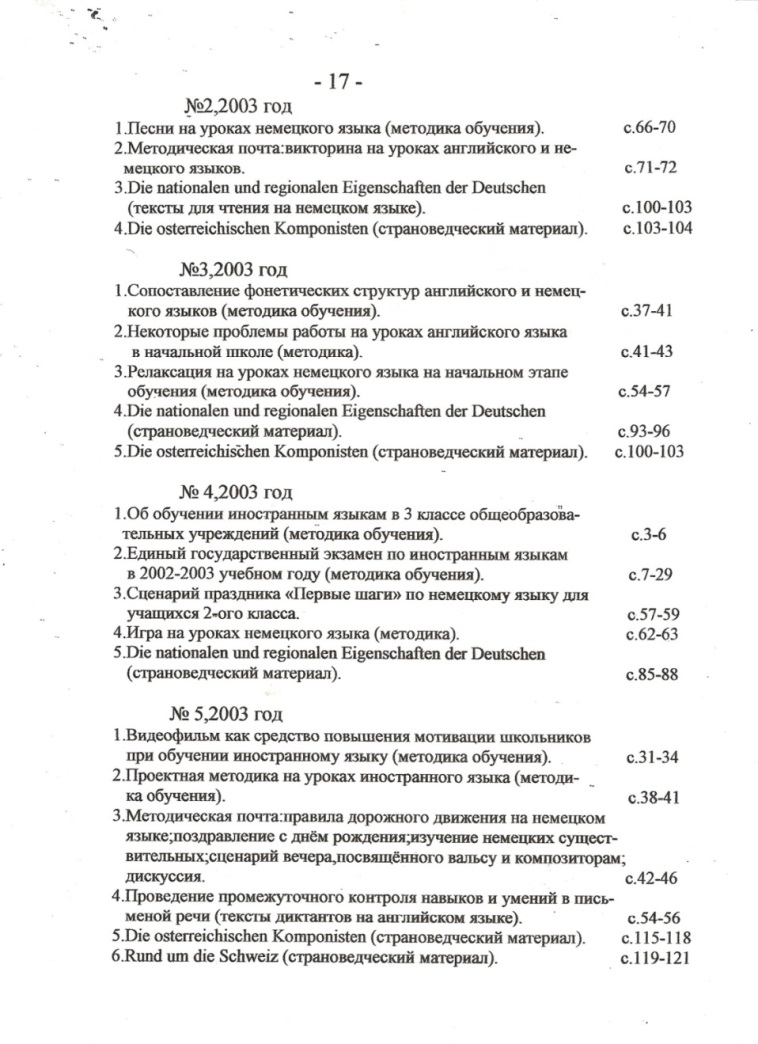 - 17 -
№2,2003 год
1.Песни на уроках немецкого языка (методика обучения). с.66-70
2.Методическая почта:викторина на уроках английского и не-
мецкого языков. с.71-72
3.Die nationalen und regionalen Eigenschaften der Deutschen
(тексты для чтения на немецком языке). с.100-103
4.Die osterreichischen Komponisten (страноведческий материал). с.103-104
№3,2003 год
1.Сопоставление фонетических структур английского и немец-
кого языков (методика обучения). с.37-41
2.Некоторые проблемы работы на уроках английского языка
в начальной школе (методика). с.41-43
3.Релаксация на уроках немецкого языка на начальном этапе
обучения (методика обучения). с.54-57
4.Die nationalen und regionalen Eigenschaften der Deutschen
(страноведческий материал). с.93-96
5.Die osterreichischen Komponisten (страноведческий материал). с.100-103
№ 4,2003 год
1.Об обучении иностранным языкам в 3 классе общеобразова-
тельных учреждений (методика обучения). с.3-6
2.Единый государственный экзамен по иностранным языкам
в 2002-2003 учебном году (методика обучения). с.7-29
3.Сценарий праздника «Первые шаги» по немецкому языку для
учащихся 2-ого класса. с.57-59
4.Игра на уроках немецкого языка (методика). с.62-63
5.Die nationalen und regionalen Eigenschaften der Deutschen
(страноведческий материал). с.85-88
№ 5,2003 год
1.Видеофильм как средство повышения мотивации школьников
при обучении иностранному языку (методика обучения). с.31-34
2.Проектная методика на уроках иностранного языка (методи-
ка обучения). с.38-41
3.Методическая почта:правила дорожного движения на немецком
языке;поздравление с днём рождения;изучение немецких сущест-
вительных;сценарий вечера,посвящённого вальсу и композиторам;
дискуссия. с.42-46
4.Проведение промежуточного контроля навыков и умений в пись-
меной речи (тексты диктантов на английском языке). с.54-56
5.Die osterreichischen Komponisten (страноведческий материал). с.115-118
6.Rund um die Schweiz (страноведческий материал). с.119-121